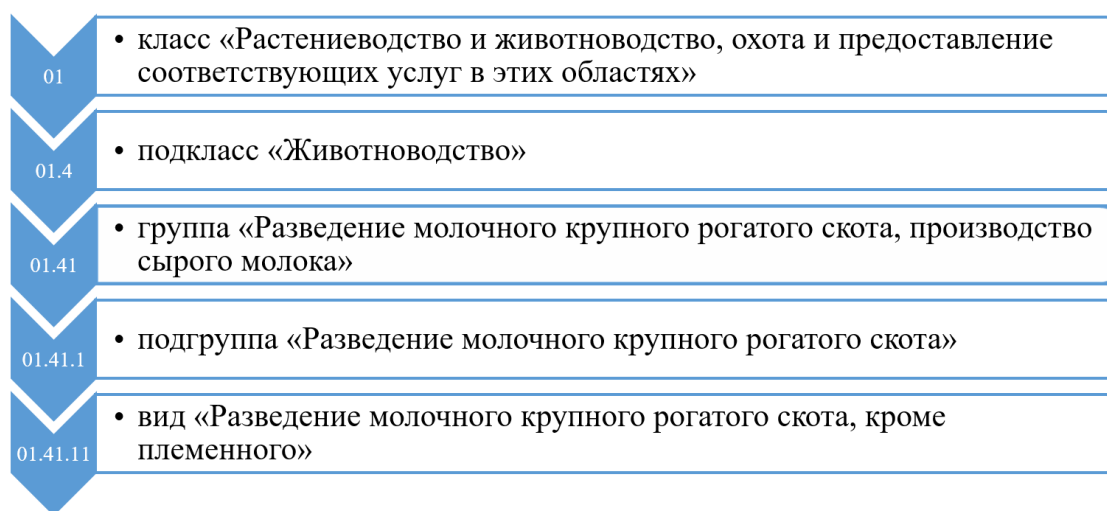 01
• класс «Растениеводство и животноводство, охота и предоставление
соответствующих услуг в этих областях»
01.4
• подкласс «Животноводство»
01.41
• группа «Разведение молочного крупного рогатого скота, производство
сырого молока»
01.41.1
• подгруппа «Разведение молочного крупного рогатого скота»
01.41.11
• вид «Разведение молочного крупного рогатого скота, кроме
племенного»